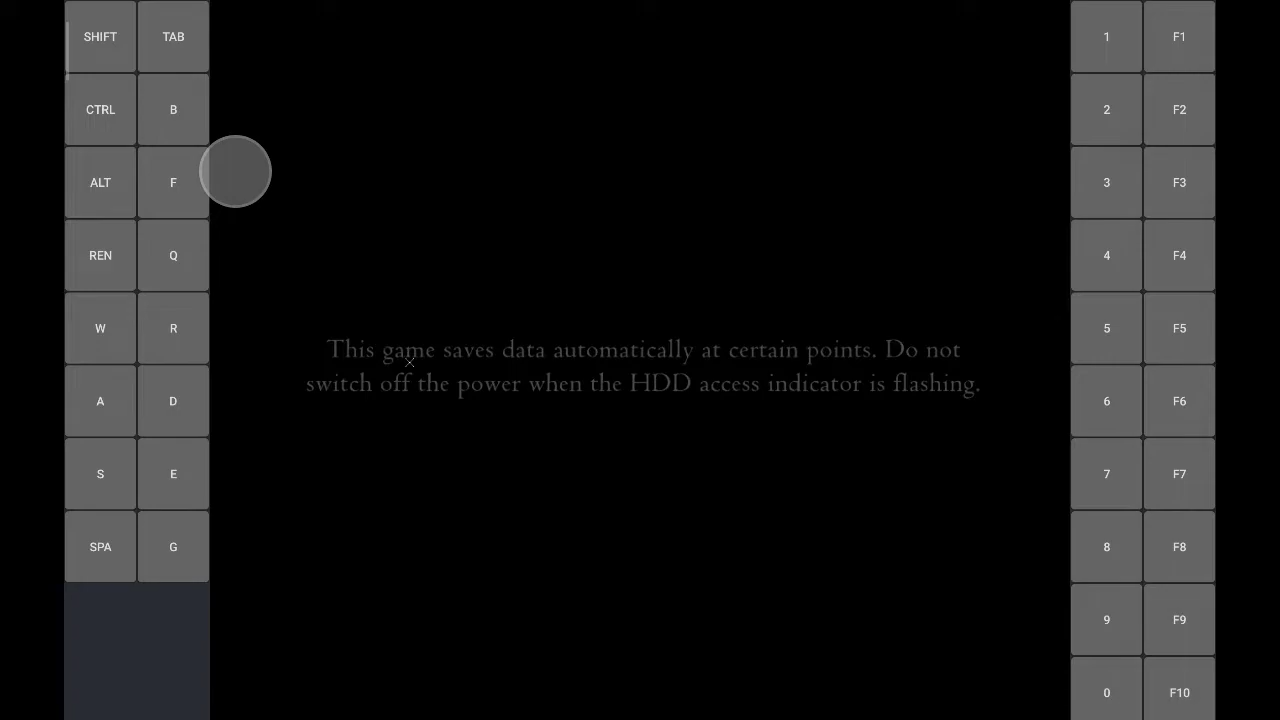 SHIFT TAB
CTRL B
ALT F
REN Q
W R
A D
S E
SPA G
This game saves data automatically at certain points. Do not
switch off the power when the HDD access indicator is flashing.
1 F1
2 F2
3 F3
4 F4
5 F5
6 F6
7 F7
8 F8
9 F9
0 F10